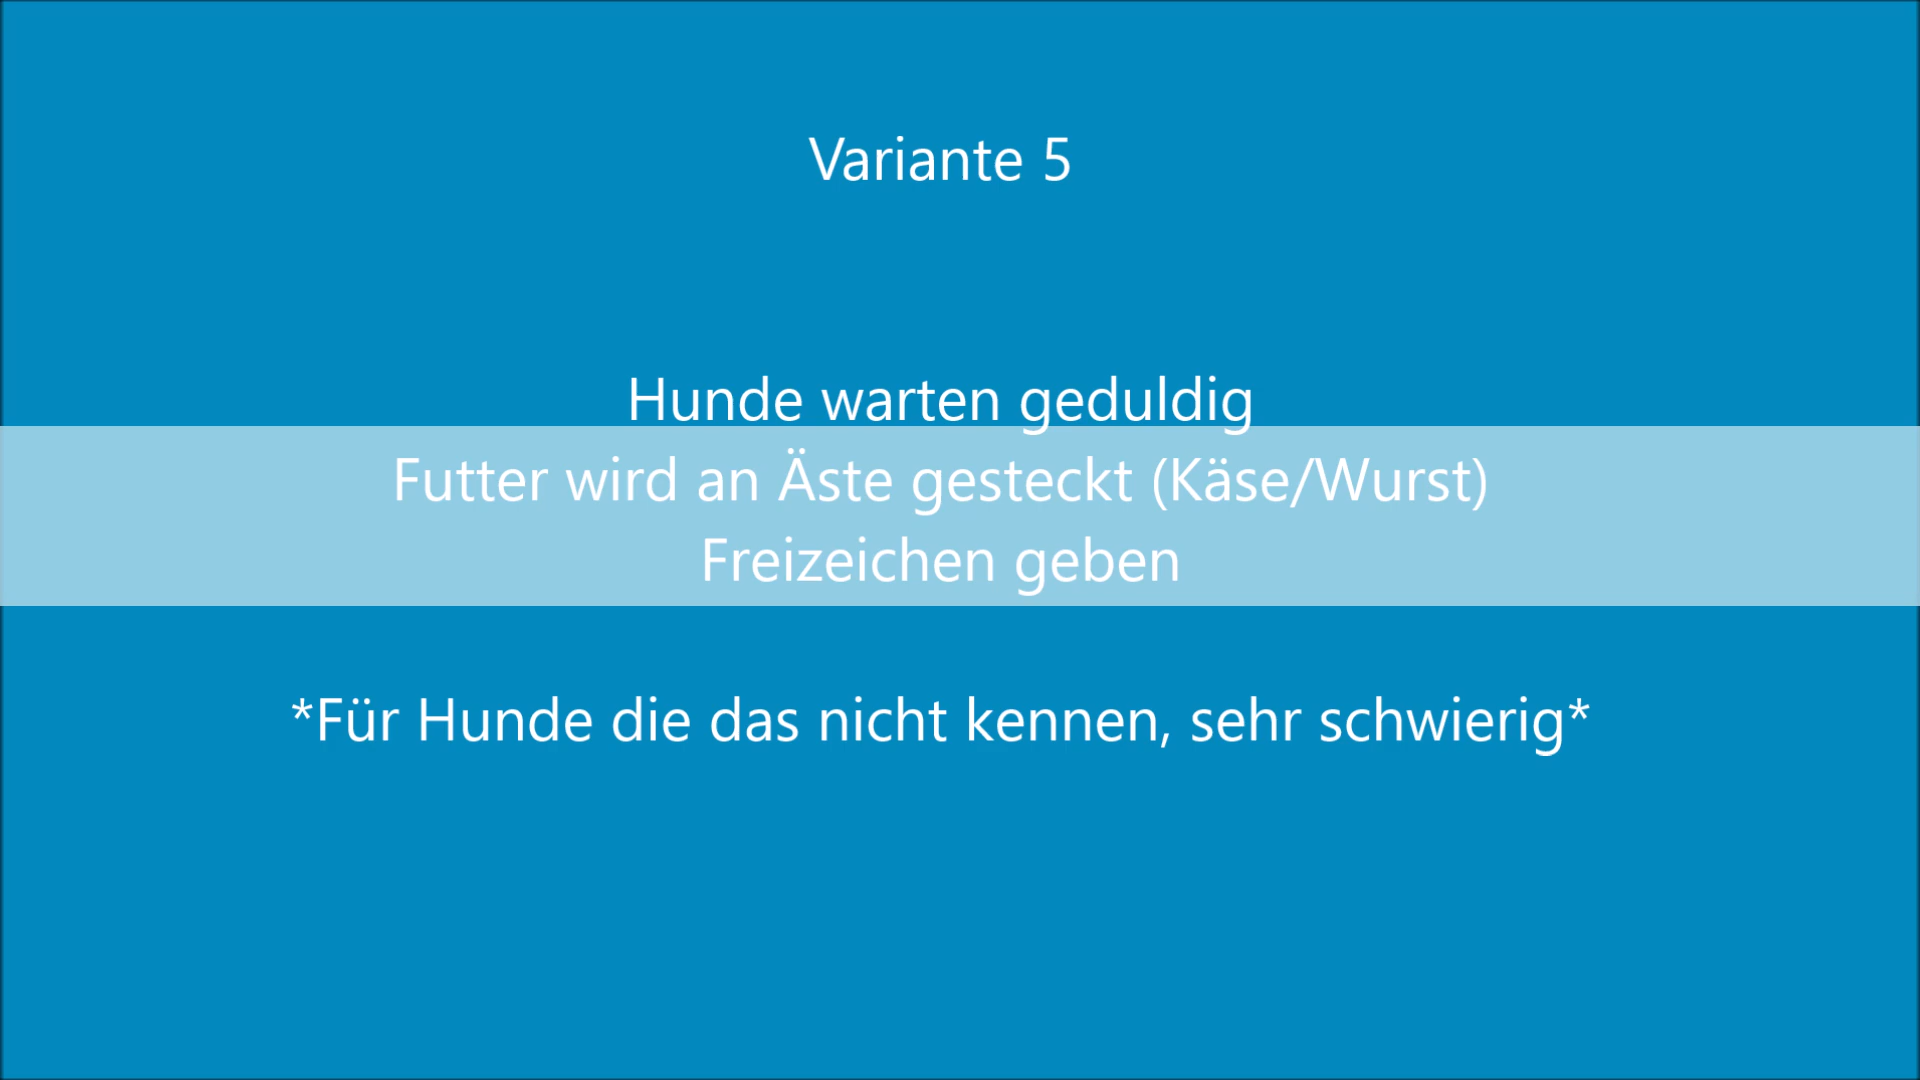 Variante 5
Hunde warten geduldig
Futter wird an Äste gesteckt (Käse/Wurst)
Freizeichen geben
*Für Hunde die das nicht kennen, sehr schwierig*